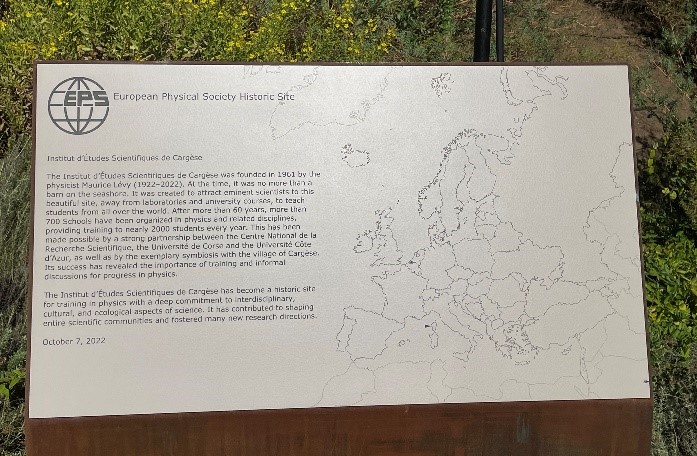 EPS
European Physical Society Historic Site
Institut d'Études Scientifiques de Cargèse
The Institut d'Études Scientifiques de Cargèse was founded in 1961 by the
physicist Maurice Lévy (1922–2022). At the time, it was no more than a
barn on the seashore. It was created to attract eminent scientists to this
beautiful site, away from laboratories and university courses, to teach
students from all over the world. After more than 60 years, more than
700 Schools have been organized in physics and related disciplines,
providing training to nearly 2000 students every year. This has been
made possible by a strong partnership between the Centre National de la
Recherche Scientifique, the Université de Corse and the Université Côte
d'Azur, as well as by the exemplary symbiosis with the village of Cargèse.
Its success has revealed the importance of training and informal
discussions for progress in physics.
The Institut d'Études Scientifiques de Cargèse has become a historic site
for training in physics with a deep commitment to interdisciplinary,
cultural, and ecological aspects of science. It has contributed to shaping
entire scientific communities and fostered many new research directions.
October 7, 2022